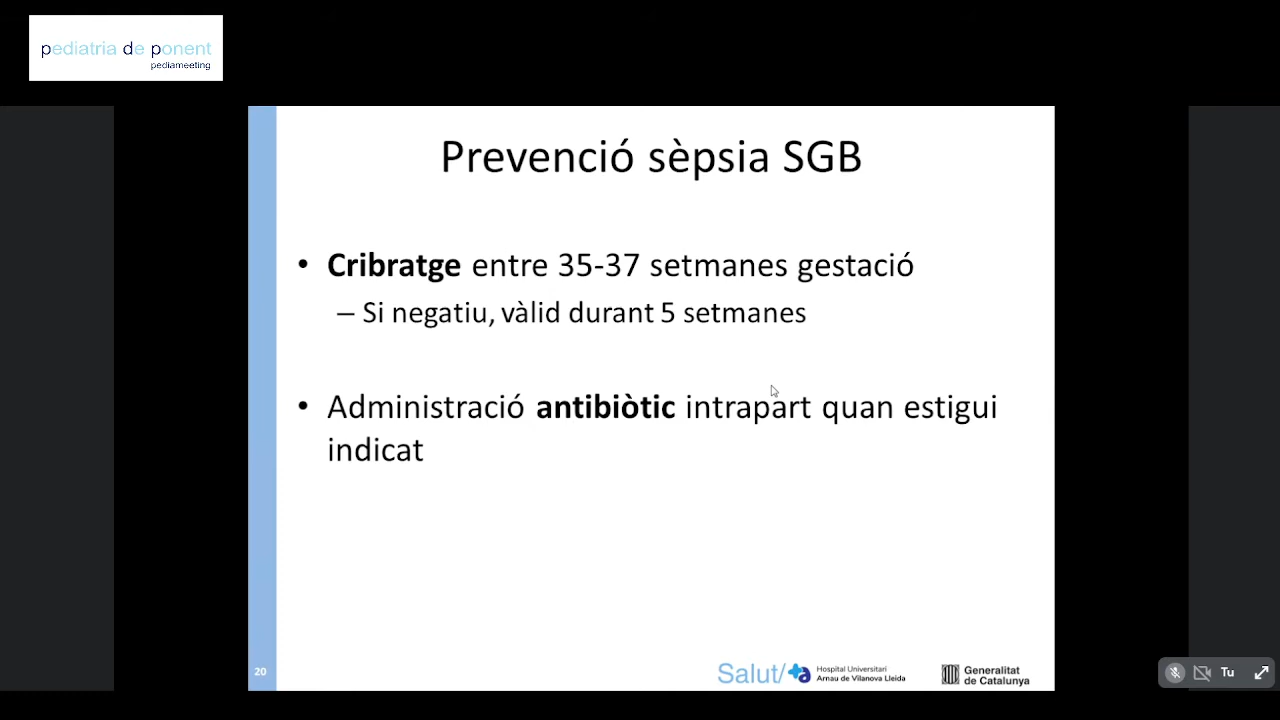 pediatria de ponent
pediameeting
Prevenció sèpsia SGB
• Cribratge entre 35-37 setmanes gestació
– Si negatiu, vàlid durant 5 setmanes
• Administració antibiòtic intrapart quan estigui
indicat
20
Salut/
Hospital Universitari
Arnau de Vilanova Lleida
Generalitat
de Catalunya
Tu